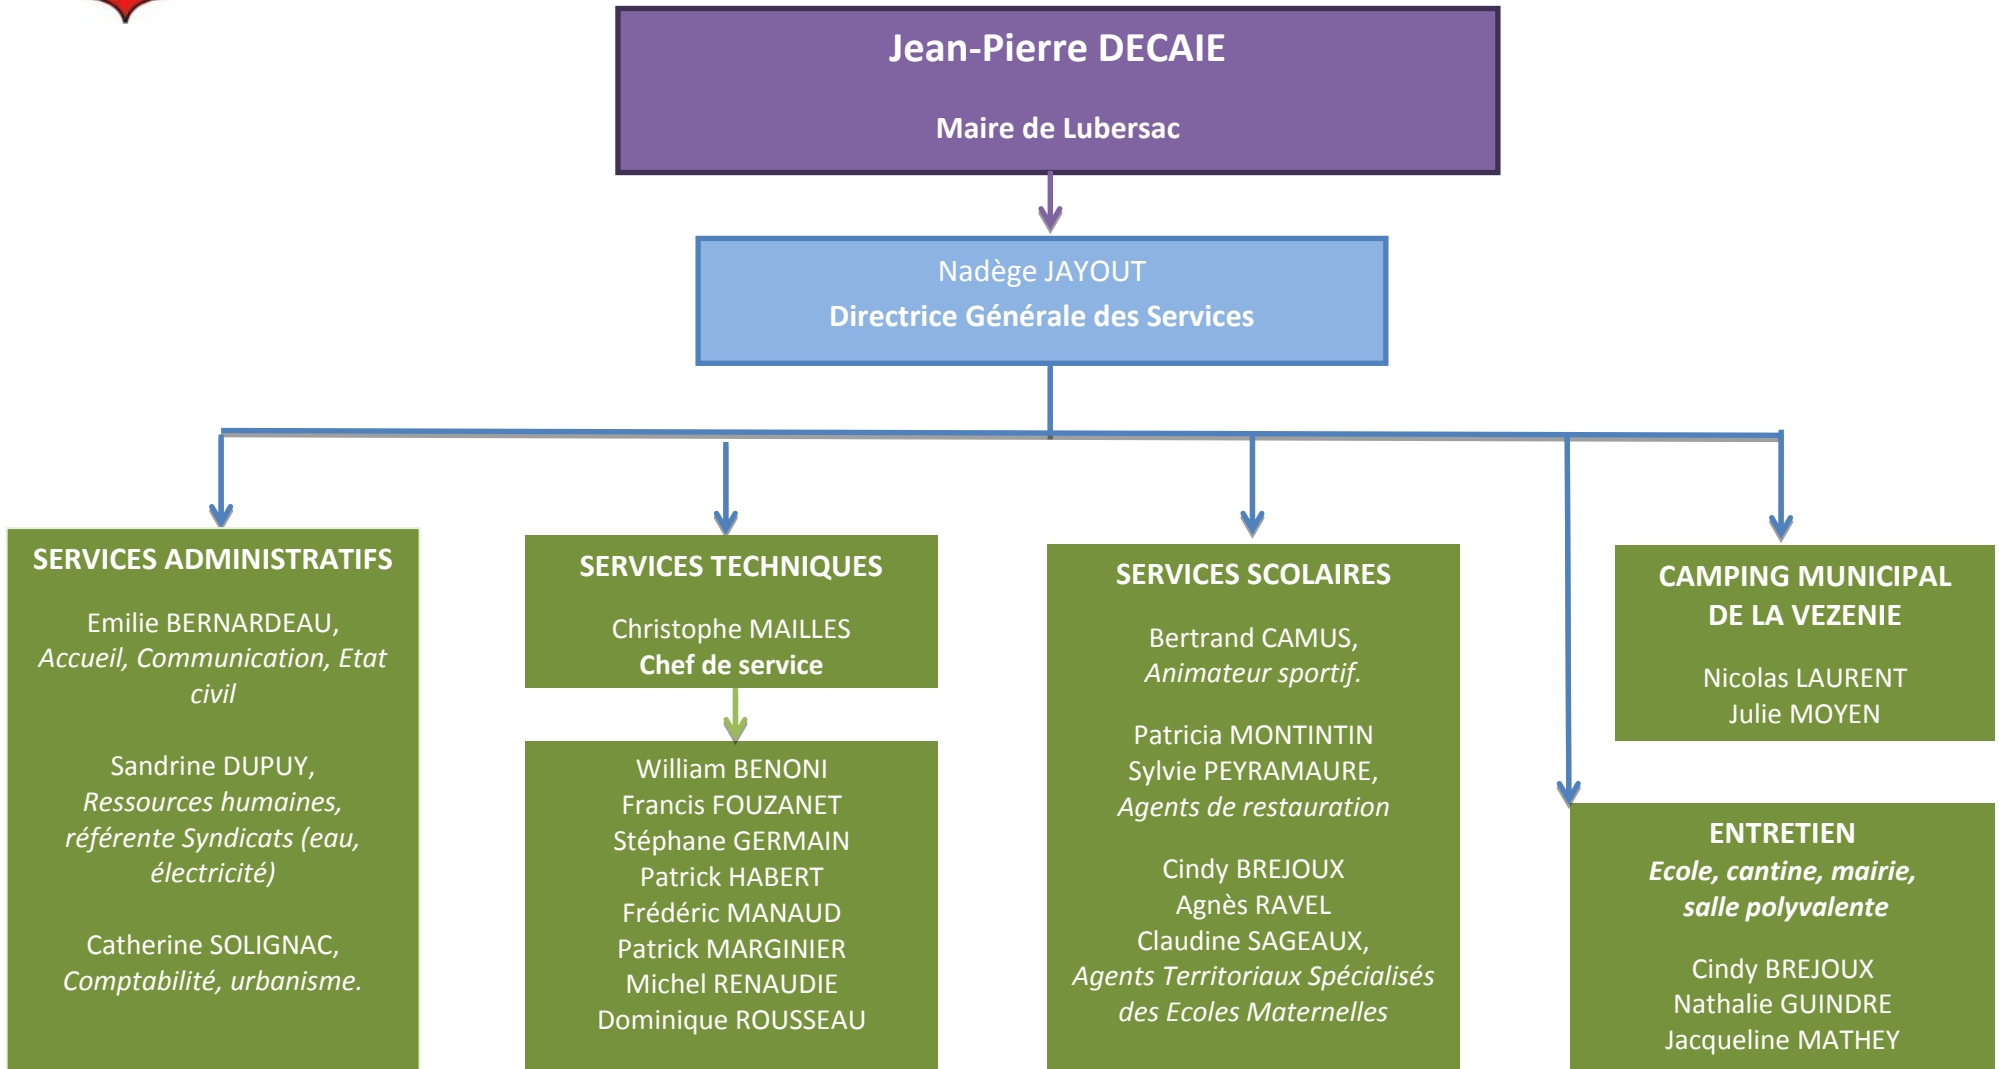 Jean-Pierre DECAIE
Maire de Lubersac
Nadège JAYOUT
Directrice Générale des Services
SERVICES ADMINISTRATIFS
Emilie BERNARDEAU,
Accueil, Communication, Etat
civil
Sandrine DUPUY,
Ressources humaines,
référente Syndicats (eau,
électricité)
Catherine SOLIGNAC,
Comptabilité, urbanisme.
SERVICES TECHNIQUES
Christophe MAILLES
Chef de service
William BENONI
Francis FOUZANET
Stéphane GERMAIN
Patrick HABERT
Frédéric MANAUD
Patrick MARGINIER
Michel RENAUDIE
Dominique ROUSSEAU
SERVICES SCOLAIRES
Bertrand CAMUS,
Animateur sportif.
Patricia MONTINTIN
Sylvie PEYRAMAURE,
Agents de restauration
Cindy BREJOUX
Agnès RAVEL
Claudine SAGEAUX,
Agents Territoriaux Spécialisés
des Ecoles Maternelles
CAMPING MUNICIPAL
DE LA VEZENIE
Nicolas LAURENT
Julie MOYEN
ENTRETIEN
Ecole, cantine, mairie,
salle polyvalente
Cindy BREJOUX
Nathalie GUINDRE
Jacqueline MATHEY